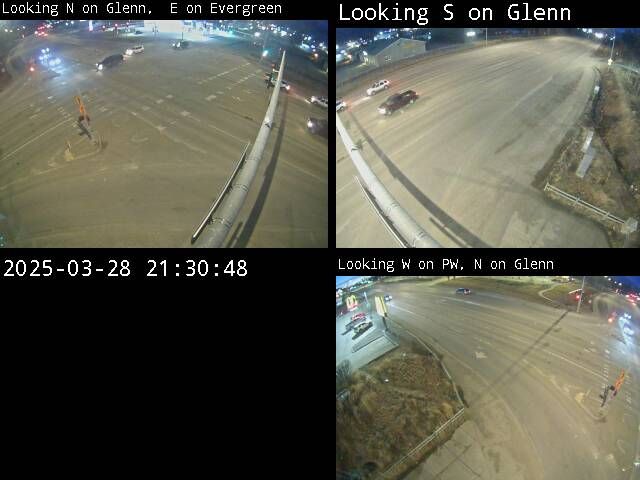 Looking N on Glenn,  E on Evergreen
Looking S on Glenn
2025-03-28 21:30:48
Looking W on PW, N on Glenn